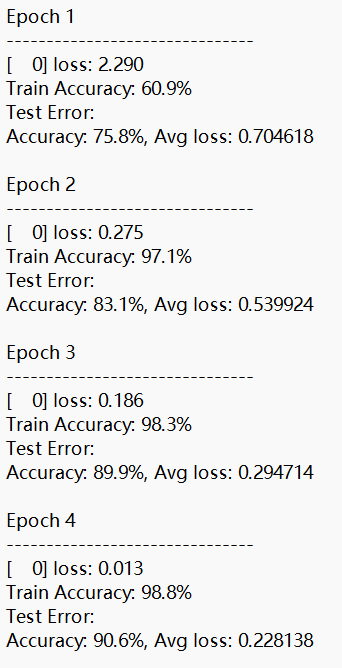 Epoch 1
-------------------------------
[    0] loss: 2.290
Train Accuracy: 60.9%
Test Error:
Accuracy: 75.8%, Avg loss: 0.704618
Epoch 2
-------------------------------
[    0] loss: 0.275
Train Accuracy: 97.1%
Test Error:
Accuracy: 83.1%, Avg loss: 0.539924
Epoch 3
-------------------------------
[    0] loss: 0.186
Train Accuracy: 98.3%
Test Error:
Accuracy: 89.9%, Avg loss: 0.294714
Epoch 4
-------------------------------
[    0] loss: 0.013
Train Accuracy: 98.8%
Test Error:
Accuracy: 90.6%, Avg loss: 0.228138